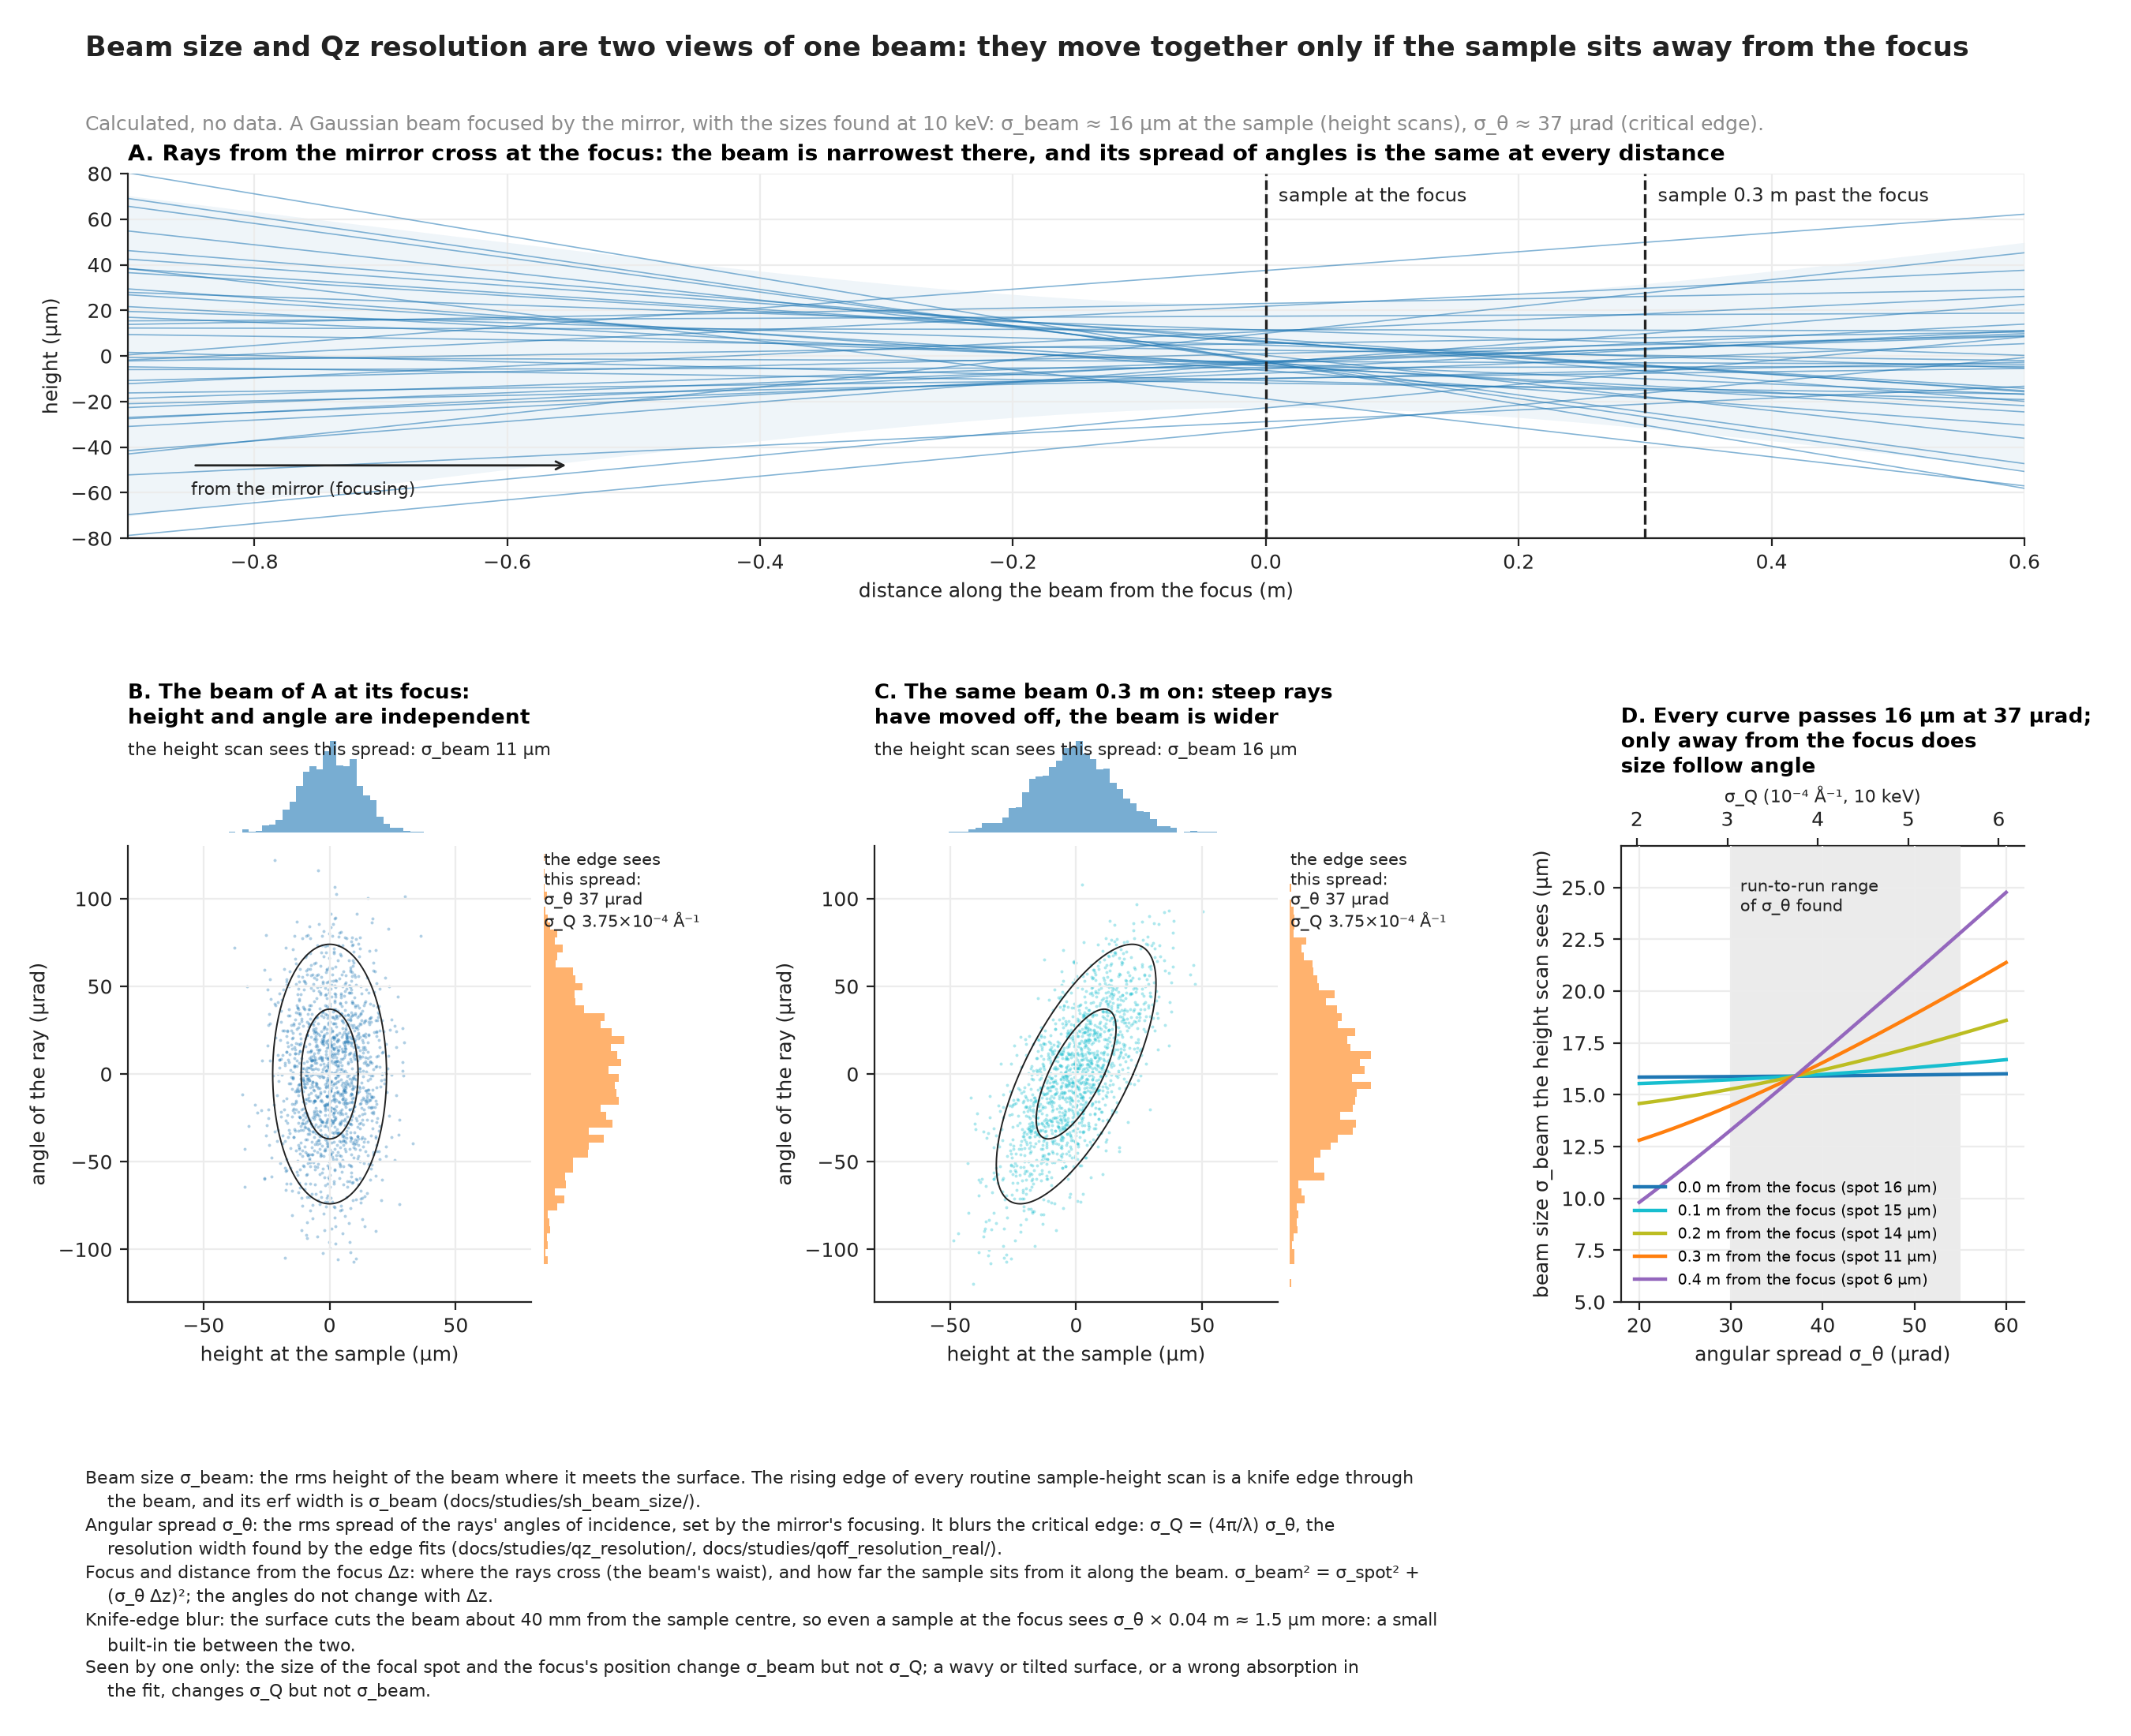 Beam size and Qz resolution are two views of one beam: they move together only if the sample sits away from the focus
Calculated, no data. A Gaussian beam focused by the mirror, with the sizes found at 10 keV: σ_beam ≈ 16 µm at the sample (height scans), σ_θ ≈ 37 µrad (critical edge).
A. Rays from the mirror cross at the focus: the beam is narrowest there, and its spread of angles is the same at every distance
80
60
40
20
0
−20
−40
−60
−80
height (µm)
sample at the focus
sample 0.3 m past the focus
from the mirror (focusing)
−0.8
−0.6
−0.4
−0.2
0.0
0.2
0.4
0.6
distance along the beam from the focus (m)
B. The beam of A at its focus:
height and angle are independent
the height scan sees this spread: σ_beam 11 µm
the edge sees
this spread:
σ_θ 37 µrad
σ_Q 3.75×10⁻⁴ Å⁻¹
100
50
0
−50
−100
angle of the ray (µrad)
−50
0
50
height at the sample (µm)
C. The same beam 0.3 m on: steep rays
have moved off, the beam is wider
the height scan sees this spread: σ_beam 16 µm
the edge sees
this spread:
σ_θ 37 µrad
σ_Q 3.75×10⁻⁴ Å⁻¹
100
50
0
−50
−100
angle of the ray (µrad)
−50
0
50
height at the sample (µm)
D. Every curve passes 16 µm at 37 µrad;
only away from the focus does
size follow angle
σ_Q (10⁻⁴ Å⁻¹, 10 keV)
2
3
4
5
6
25.0
22.5
20.0
17.5
15.0
12.5
10.0
7.5
5.0
beam size σ_beam the height scan sees (µm)
run-to-run range
of σ_θ found
0.0 m from the focus (spot 16 µm)
0.1 m from the focus (spot 15 µm)
0.2 m from the focus (spot 14 µm)
0.3 m from the focus (spot 11 µm)
0.4 m from the focus (spot 6 µm)
20
30
40
50
60
angular spread σ_θ (µrad)
Beam size σ_beam: the rms height of the beam where it meets the surface. The rising edge of every routine sample-height scan is a knife edge through
the beam, and its erf width is σ_beam (docs/studies/sh_beam_size/).
Angular spread σ_θ: the rms spread of the rays' angles of incidence, set by the mirror's focusing. It blurs the critical edge: σ_Q = (4π/λ) σ_θ, the
resolution width found by the edge fits (docs/studies/qz_resolution/, docs/studies/qoff_resolution_real/).
Focus and distance from the focus Δz: where the rays cross (the beam's waist), and how far the sample sits from it along the beam. σ_beam² = σ_spot² +
(σ_θ Δz)²; the angles do not change with Δz.
Knife-edge blur: the surface cuts the beam about 40 mm from the sample centre, so even a sample at the focus sees σ_θ × 0.04 m ≈ 1.5 µm more: a small
built-in tie between the two.
Seen by one only: the size of the focal spot and the focus's position change σ_beam but not σ_Q; a wavy or tilted surface, or a wrong absorption in
the fit, changes σ_Q but not σ_beam.